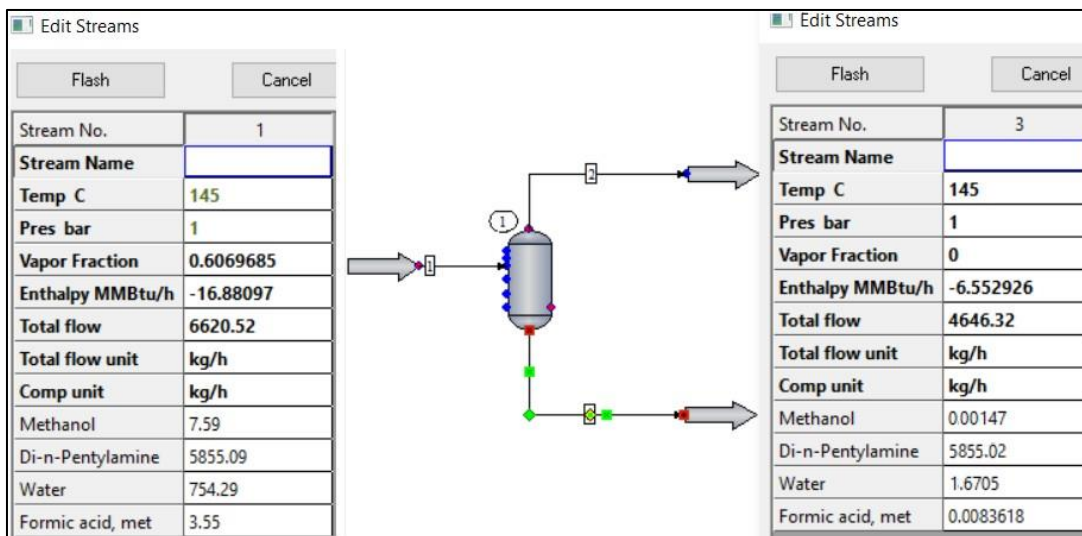 Edit Streams
Flash Cancel
Stream No. 1
Stream Name
Temp C 145
Pres bar 1
Vapor Fraction 0.6069685
Enthalpy MMBtu/h -16.88097
Total flow 6620.52
Total flow unit kg/h
Comp unit kg/h
Methanol 7.59
Di-n-Pentylamine 5855.09
Water 754.29
Formic acid, met 3.55
1
1
2
Edit Streams
Flash Cancel
Stream No. 3
Stream Name
Temp C 145
Pres bar 1
Vapor Fraction 0
Enthalpy MMBtu/h -6.552926
Total flow 4646.32
Total flow unit kg/h
Comp unit kg/h
Methanol 0.00147
Di-n-Pentylamine 5855.02
Water 1.6705
Formic acid, met 0.0083618